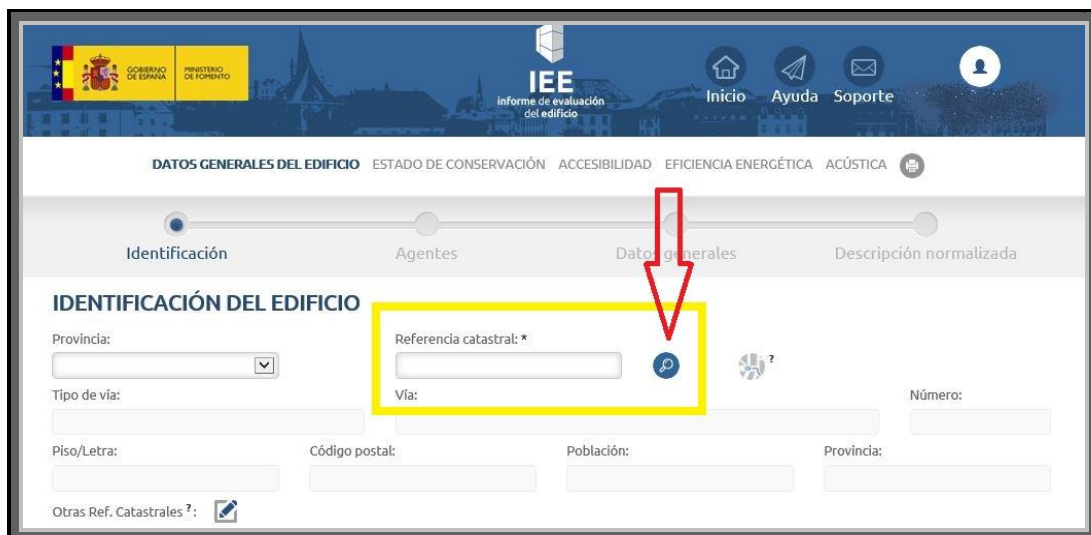 GOBIERNO DE ESPAÑA
MINISTERIO DE FOMENTO
IEE
informe de evaluación
del edificio
Inicio Ayuda Soporte
DATOS GENERALES DEL EDIFICIO ESTADO DE CONSERVACIÓN ACCESIBILIDAD EFICIENCIA ENERGÉTICA ACÚSTICA
Identificación Agentes Datos generales Descripción normalizada
IDENTIFICACIÓN DEL EDIFICIO
Provincia: Referencia catastral: *
?
Tipo de vía: Vía: Número:
Piso/Letra: Código postal: Población: Provincia:
Otras Ref. Catastrales ? :